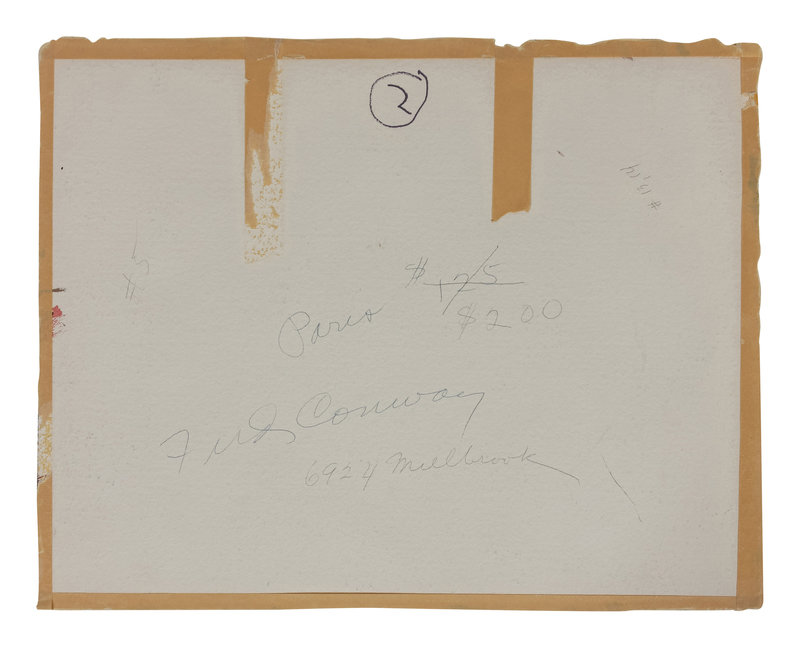 2
Paris $ 175
$200
Fred Conway
6924 Millbrook